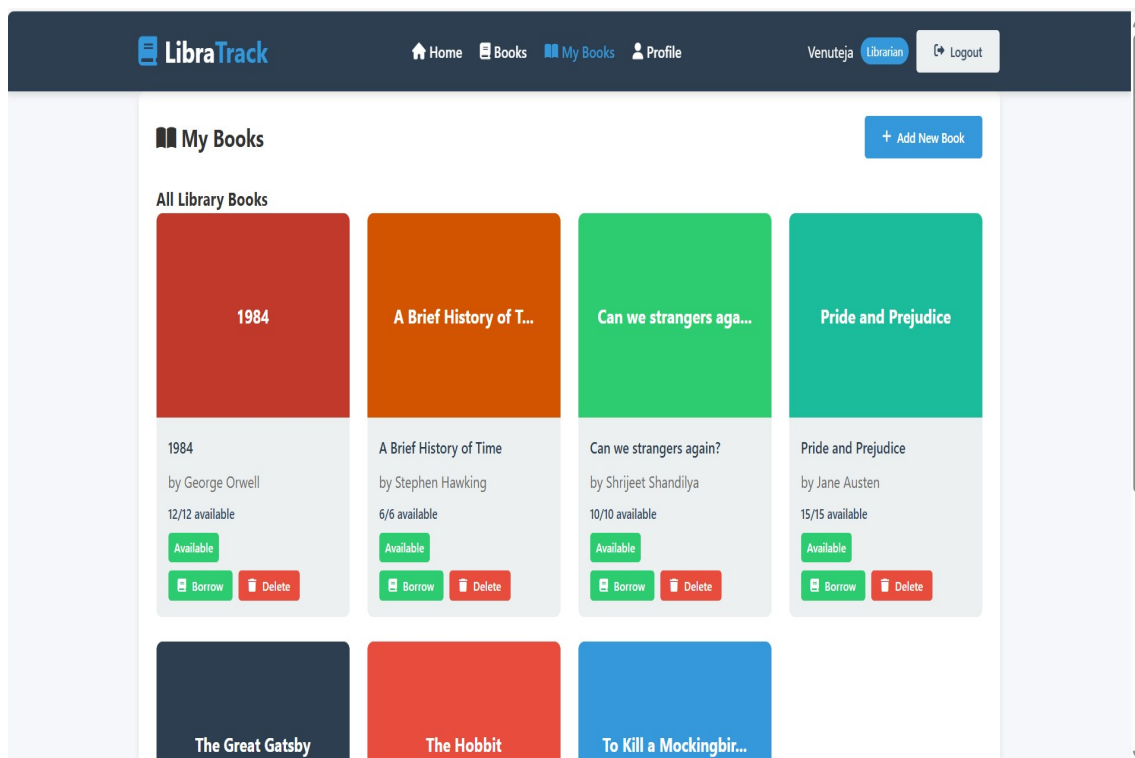 LibraTrack Home Books My Books Profile Venuteja Librarian Logout
My Books + Add New Book
All Library Books
1984 A Brief History of T... Can we strangers aga... Pride and Prejudice
1984 A Brief History of Time Can we strangers again? Pride and Prejudice
by George Orwell by Stephen Hawking by Shrijeet Shandilya by Jane Austen
12/12 available 6/6 available 10/10 available 15/15 available
Available Available Available Available
Borrow Delete Borrow Delete Borrow Delete Borrow Delete
The Great Gatsby The Hobbit To Kill a Mockingbir...